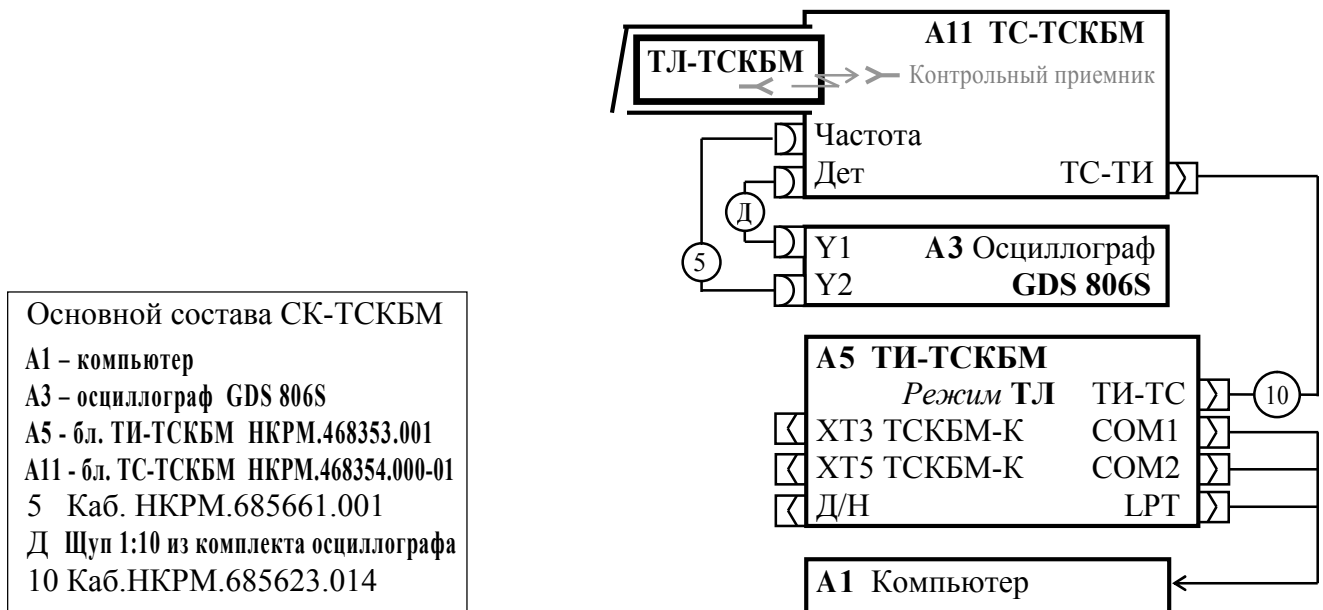 А11 ТС-ТСКБМ
ТЛ-ТСКБМ
Контрольный приемник
Частота
Дет
ТС-ТИ
Д
5
Y1
А3 Осциллограф
Y2
GDS 806S
А5 ТИ-ТСКБМ
Режим ТЛ
ТИ-ТС
10
ХТ3 ТСКБМ-К
COM1
ХТ5 ТСКБМ-К
COM2
Д/Н
LPT
А1 Компьютер
Основной состава СК-ТСКБМ
А1 – компьютер
А3 – осциллограф GDS 806S
А5 - бл. ТИ-ТСКБМ НКРМ.468353.001
А11 - бл. ТС-ТСКБМ НКРМ.468354.000-01
5 Каб. НКРМ.685661.001
Д Щуп 1:10 из комплекта осциллографа
10 Каб.НКРМ.685623.014